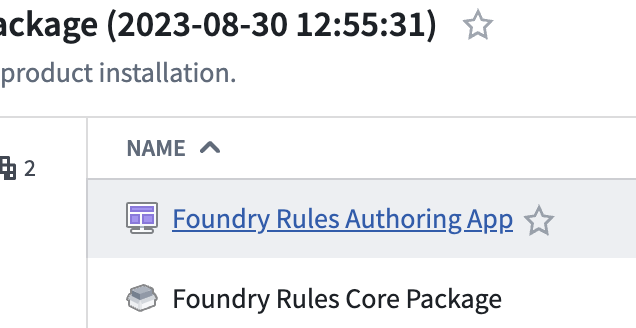 ackage (2023-08-30 12:55:31)
product installation.
2
NAME
Foundry Rules Authoring App
Foundry Rules Core Package